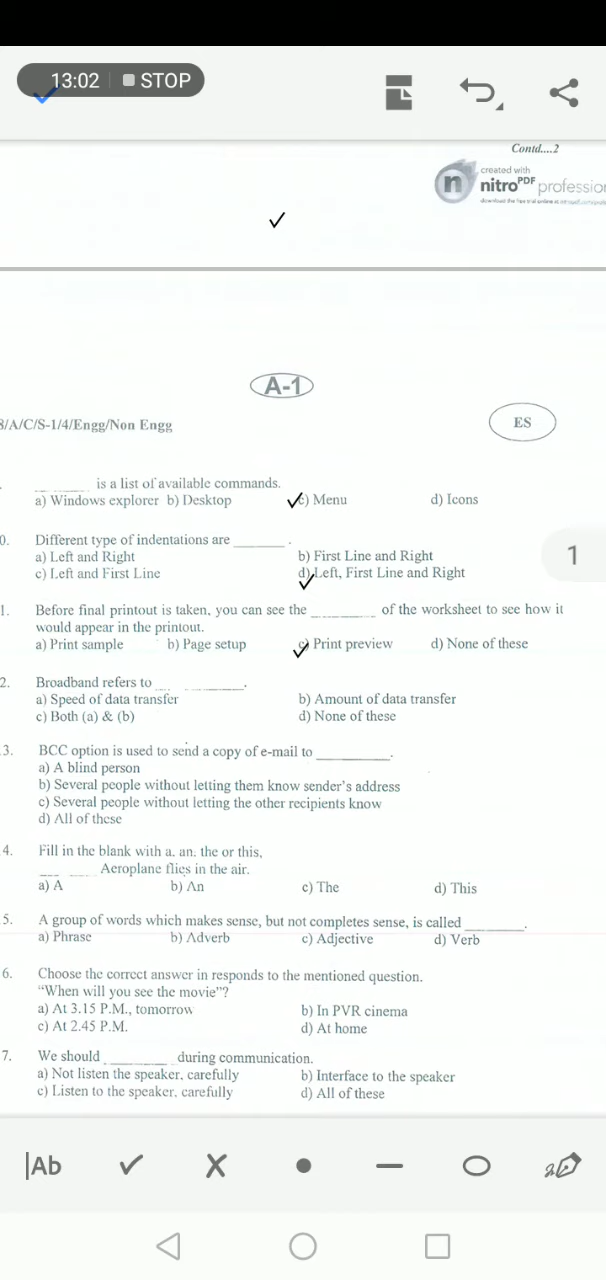 13:02 STOP
Contd....2
created with
n nitro PDF professio
A-1
8/A/C/S-1/4/Engg/Non Engg
ES
. ______ is a list of available commands.
a) Windows explorer b) Desktop c) Menu d) Icons
0. Different type of indentations are ______ .
a) Left and Right b) First Line and Right
c) Left and First Line d) Left, First Line and Right
1
1. Before final printout is taken, you can see the ______ of the worksheet to see how it
would appear in the printout.
a) Print sample b) Page setup c) Print preview d) None of these
2. Broadband refers to ______.
a) Speed of data transfer b) Amount of data transfer
c) Both (a) & (b) d) None of these
3. BCC option is used to send a copy of e-mail to ______.
a) A blind person
b) Several people without letting them know sender's address
c) Several people without letting the other recipients know
d) All of these
4. Fill in the blank with a. an. the or this,
______ Aeroplane flies in the air.
a) A b) An c) The d) This
5. A group of words which makes sense, but not completes sense, is called ______.
a) Phrase b) Adverb c) Adjective d) Verb
6. Choose the correct answer in responds to the mentioned question.
"When will you see the movie"?
a) At 3.15 P.M., tomorrow b) In PVR cinema
c) At 2.45 P.M. d) At home
7. We should ______ during communication.
a) Not listen the speaker, carefully b) Interface to the speaker
c) Listen to the speaker. carefully d) All of these
Ab